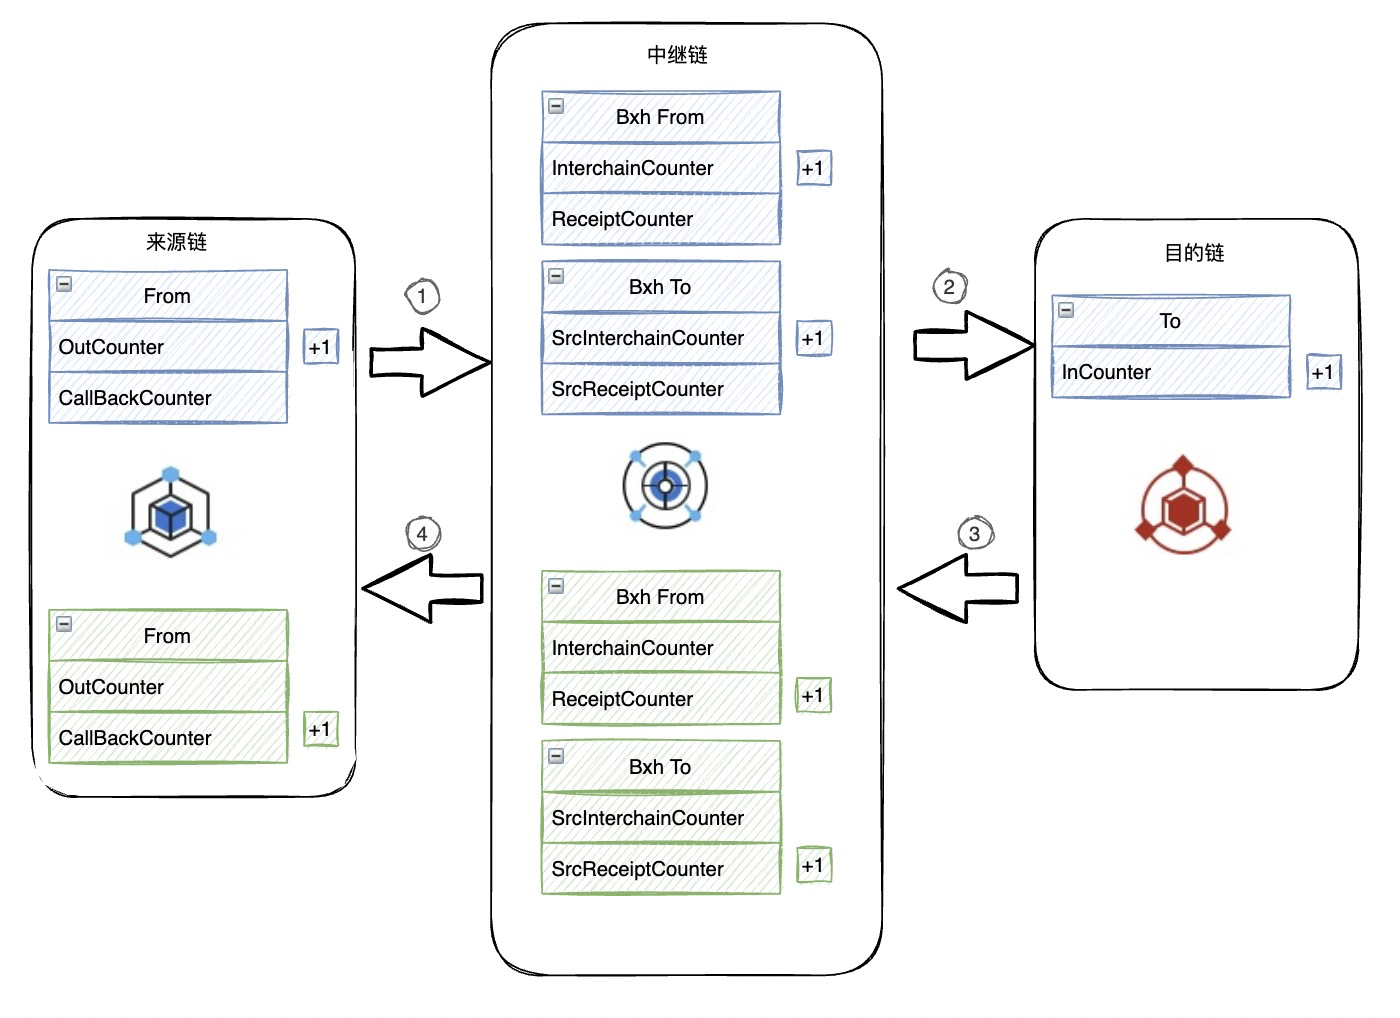 来源链
From
OutCounter
+1
CallBackCounter
From
OutCounter
CallBackCounter
+1
1
4
中继链
Bxh From
InterchainCounter
+1
ReceiptCounter
Bxh To
SrcInterchainCounter
+1
SrcReceiptCounter
Bxh From
InterchainCounter
ReceiptCounter
+1
Bxh To
SrcInterchainCounter
SrcReceiptCounter
+1
2
3
目的链
To
InCounter
+1